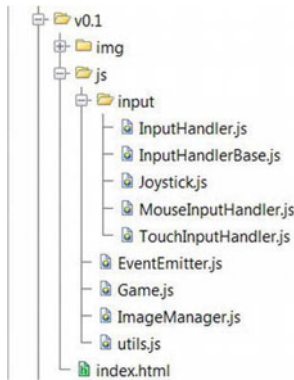 v0.1
img
js
input
InputHandler.js
InputHandlerBase.js
Joystick.js
MouseInputHandler.js
TouchInputHandler.js
EventEmitter.js
Game.js
ImageManager.js
utils.js
index.html